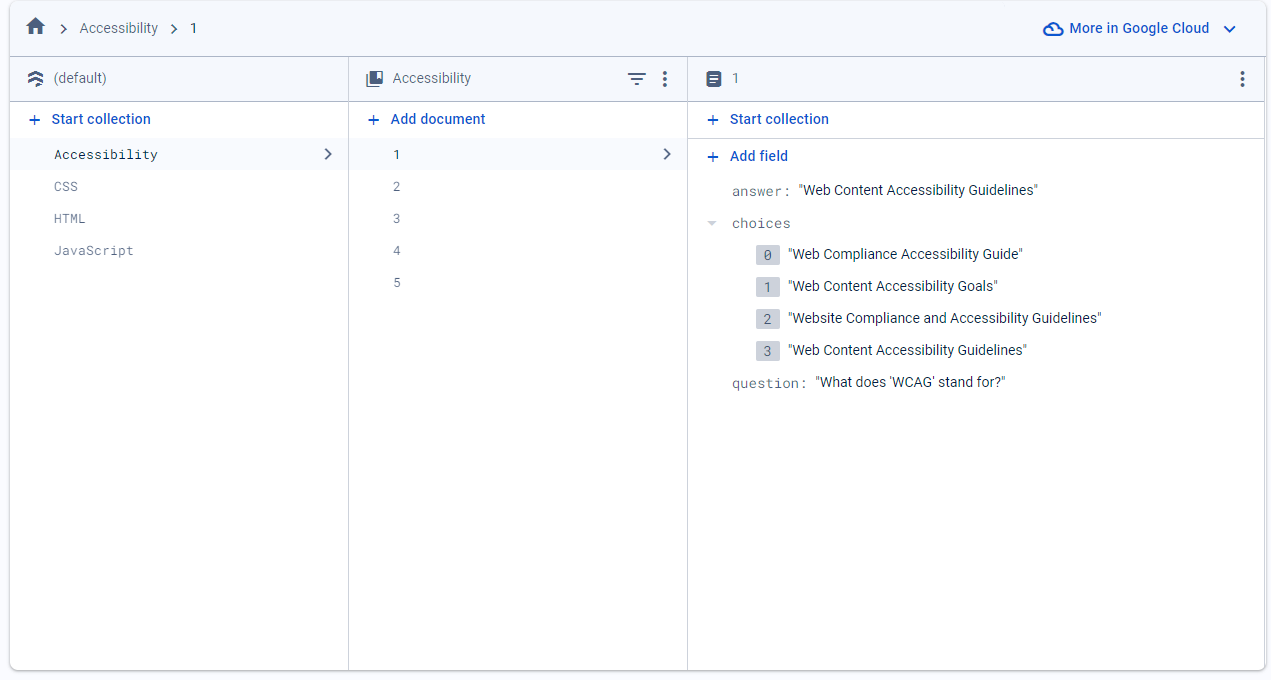 Accessibility 1 More in Google Cloud
(default) Accessibility 1
Start collection Add document Start collection
Accessibility 1 Add field
CSS 2 answer: "Web Content Accessibility Guidelines"
HTML 3 choices
JavaScript 4 0 "Web Compliance Accessibility Guide"
5 1 "Web Content Accessibility Goals"
2 "Website Compliance and Accessibility Guidelines"
3 "Web Content Accessibility Guidelines"
question: "What does 'WCAG' stand for?"